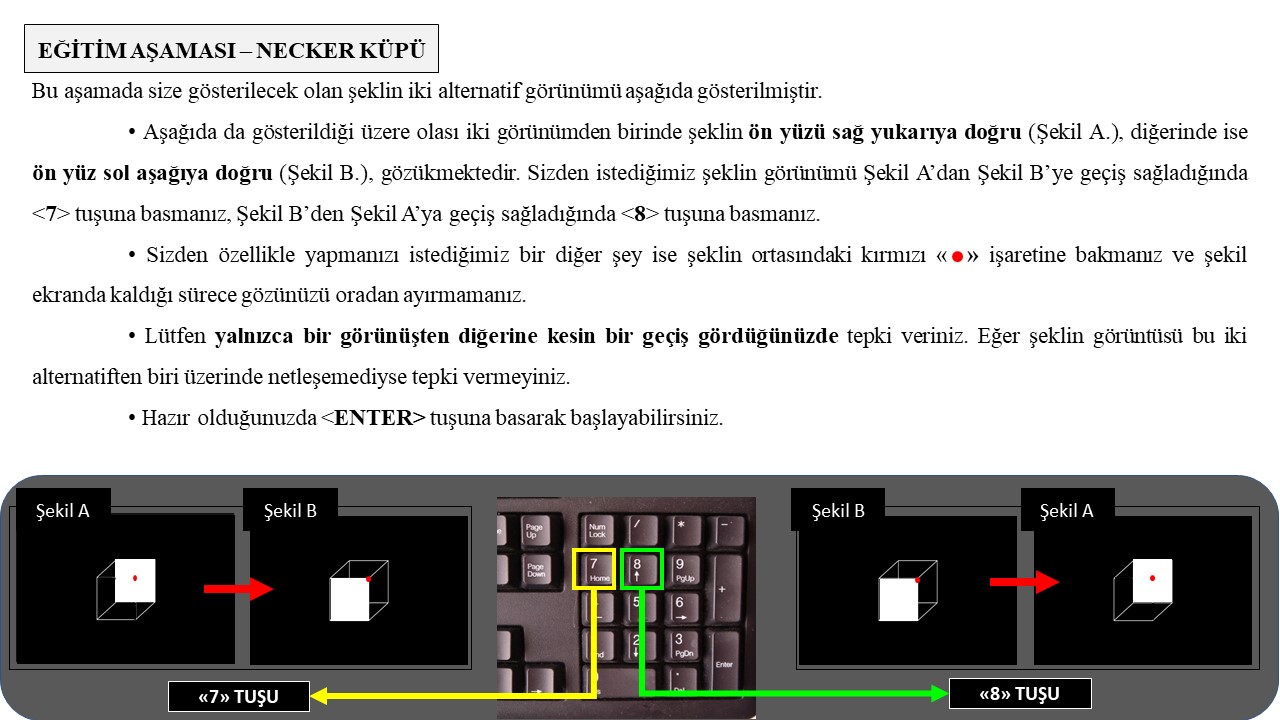 EĞİTİM AŞAMASI – NECKER KÜPÜ
Bu aşamada size gösterilecek olan şeklin iki alternatif görünümü aşağıda gösterilmiştir.
• Aşağıda da gösterildiği üzere olası iki görünümden birinde şeklin ön yüzü sağ yukarıya doğru (Şekil A.), diğerinde ise
ön yüz sol aşağıya doğru (Şekil B.), gözükmektedir. Sizden istediğimiz şeklin görünümü Şekil A’dan Şekil B’ye geçiş sağladığında
<7> tuşuna basmanız, Şekil B’den Şekil A’ya geçiş sağladığında <8> tuşuna basmanız.
• Sizden özellikle yapmanızı istediğimiz bir diğer şey ise şeklin ortasındaki kırmızı «●» işaretine bakmanız ve şekil
ekranda kaldığı sürece gözünüzü oradan ayırmamanız.
• Lütfen yalnızca bir görünüşten diğerine kesin bir geçiş gördüğünüzde tepki veriniz. Eğer şeklin görüntüsü bu iki
alternatiften biri üzerinde netleşemediyse tepki vermeyiniz.
• Hazır olduğunuzda <ENTER> tuşuna basarak başlayabilirsiniz.
Şekil A
Şekil B
Page Up
Num Lock
/
*
-
Page Down
7 Home
8 ↑
9 PgUp
+
5
6 →
2 ↓
3 PgDn
Enter
→
Şekil B
Şekil A
«7» TUŞU
«8» TUŞU